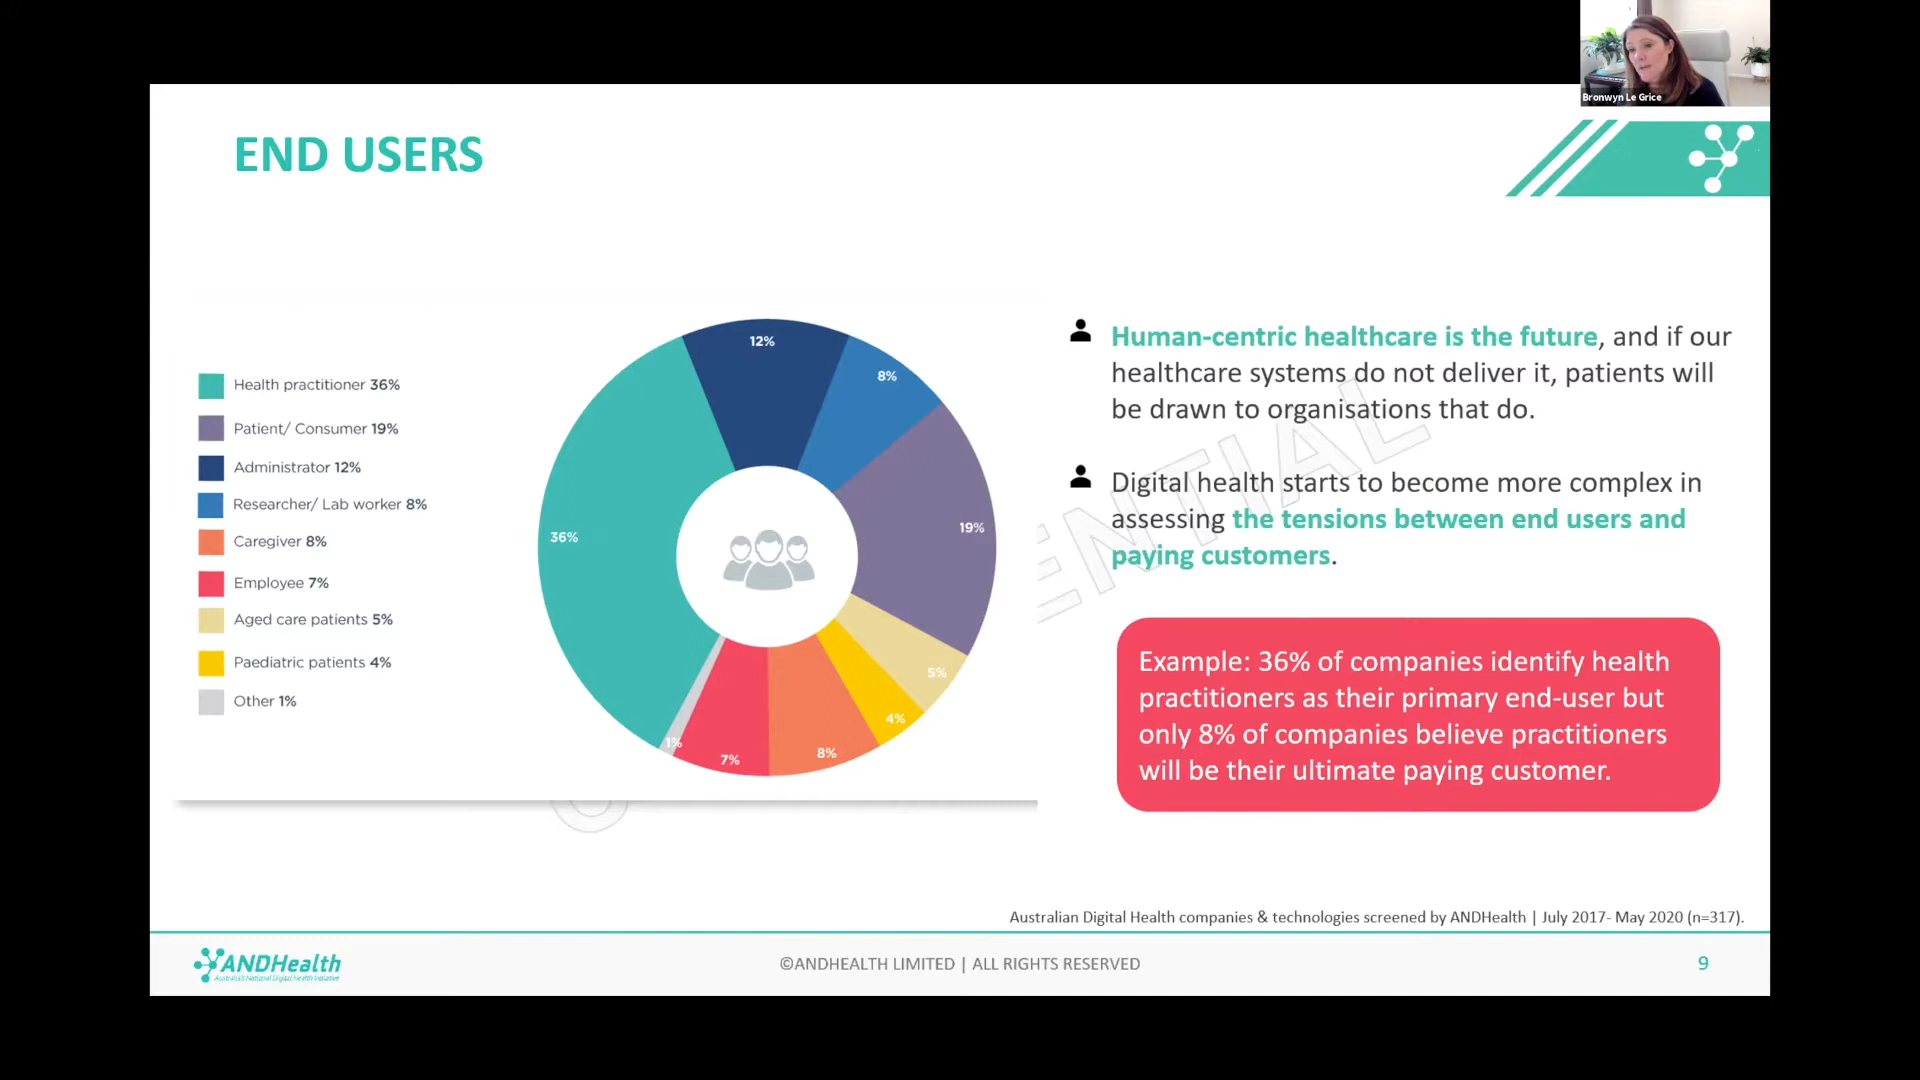 Bronwyn Le Grice
END USERS
Health practitioner 36%
Patient/ Consumer 19%
Administrator 12%
Researcher/ Lab worker 8%
Caregiver 8%
Employee 7%
Aged care patients 5%
Paediatric patients 4%
Other 1%
12%
8%
19%
5%
4%
8%
7%
1%
36%
Human-centric healthcare is the future, and if our
healthcare systems do not deliver it, patients will
be drawn to organisations that do.
Digital health starts to become more complex in
assessing the tensions between end users and
paying customers.
Example: 36% of companies identify health
practitioners as their primary end-user but
only 8% of companies believe practitioners
will be their ultimate paying customer.
ENTIAL
Australian Digital Health companies & technologies screened by ANDHealth | July 2017- May 2020 (n=317).
ANDHealth
Australia's National Digital Health Initiative
©ANDHEALTH LIMITED | ALL RIGHTS RESERVED
9